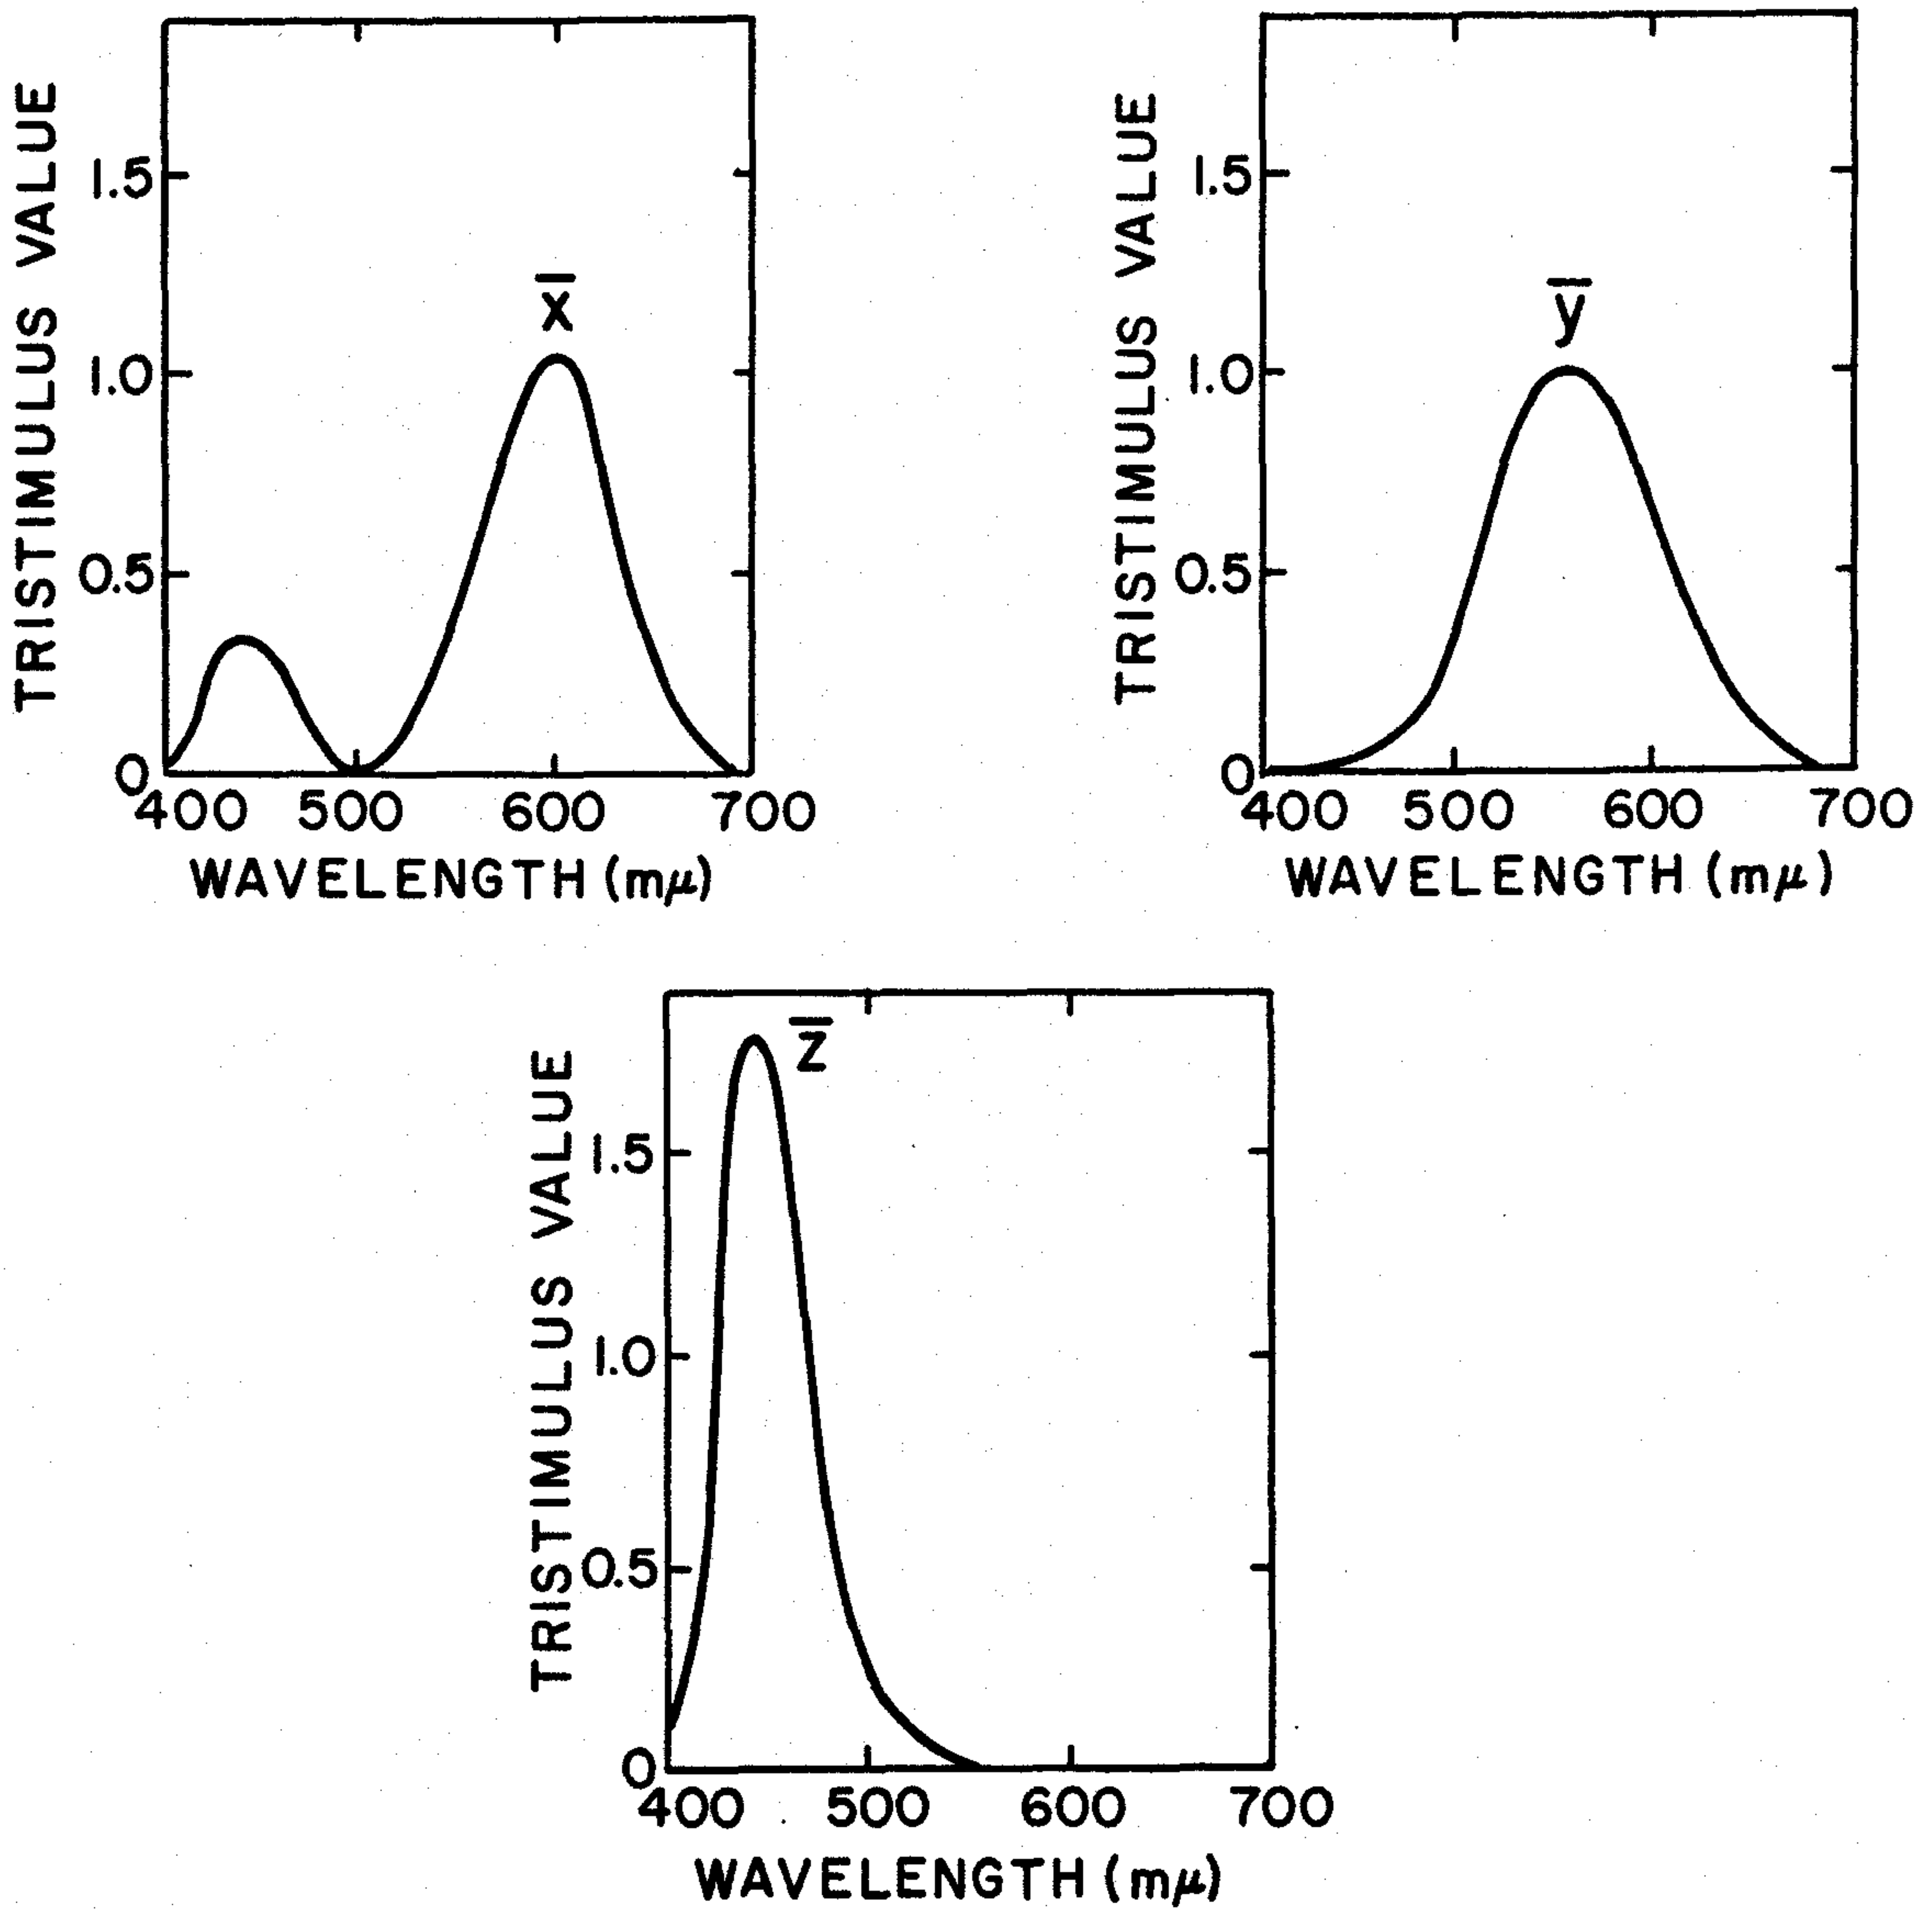 TRISTIMULUS VALUE
1.5
1.0
0.5
0
x̅
400 500 600 700
WAVELENGTH (mμ)
TRISTIMULUS VALUE
1.5
1.0
0.5
0
y̅
400 500 600 700
WAVELENGTH (mμ)
TRISTIMULUS VALUE
1.5
1.0
0.5
0
z̅
400 500 600 700
WAVELENGTH (mμ)